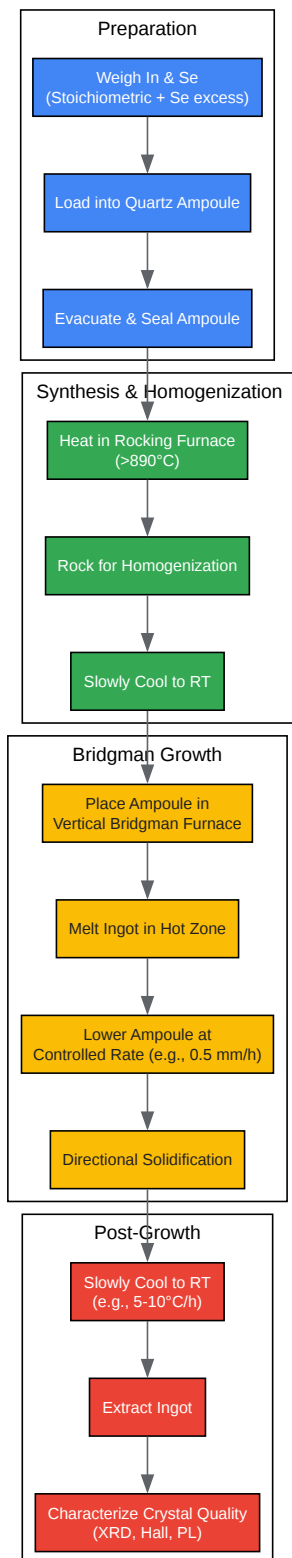 Preparation
Weigh In & Se
(Stoichiometric + Se excess)
Load into Quartz Ampoule
Evacuate & Seal Ampoule
Synthesis & Homogenization
Heat in Rocking Furnace
(>890°C)
Rock for Homogenization
Slowly Cool to RT
Bridgman Growth
Place Ampoule in
Vertical Bridgman Furnace
Melt Ingot in Hot Zone
Lower Ampoule at
Controlled Rate (e.g., 0.5 mm/h)
Directional Solidification
Post-Growth
Slowly Cool to RT
(e.g., 5-10°C/h)
Extract Ingot
Characterize Crystal Quality
(XRD, Hall, PL)